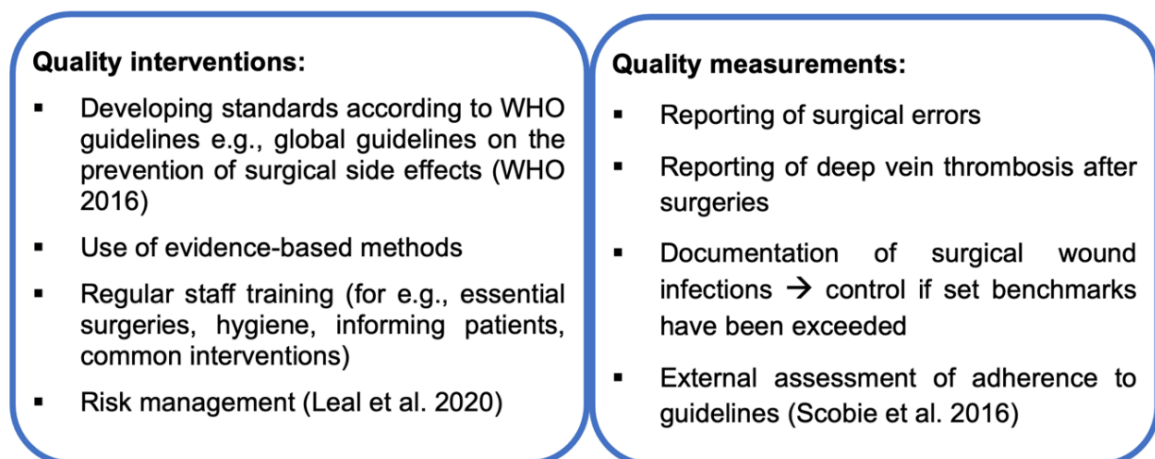 Quality interventions:
▪ Developing standards according to WHO
guidelines e.g., global guidelines on the
prevention of surgical side effects (WHO
2016)
▪ Use of evidence-based methods
▪ Regular staff training (for e.g., essential
surgeries, hygiene, informing patients,
common interventions)
▪ Risk management (Leal et al. 2020)
Quality measurements:
▪ Reporting of surgical errors
▪ Reporting of deep vein thrombosis after
surgeries
▪ Documentation of surgical wound
infections → control if set benchmarks
have been exceeded
▪ External assessment of adherence to
guidelines (Scobie et al. 2016)